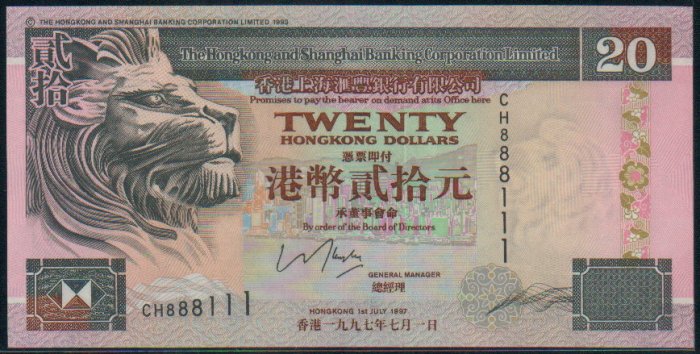 © THE HONGKONG AND SHANGHAI BANKING CORPORATION LIMITED 1993
貳拾
The Hongkong and Shanghai Banking Corporation Limited
20
香港上海滙豐銀行有限公司
Promises to pay the bearer on demand at its Office here
CH888111
TWENTY
HONGKONG DOLLARS
憑票即付
港幣貳拾元
承董事會命
By order of the Board of Directors
GENERAL MANAGER
總經理
CH888111
HONGKONG 1st JULY 1997
香港一九九七年七月一日